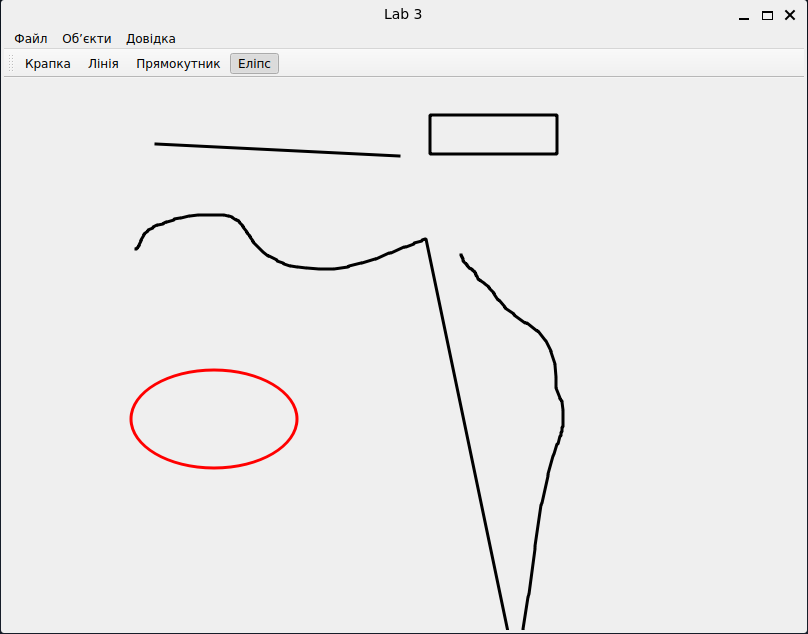 Lab 3
Файл Об’єкти Довідка
Крапка Лінія Прямокутник Еліпс